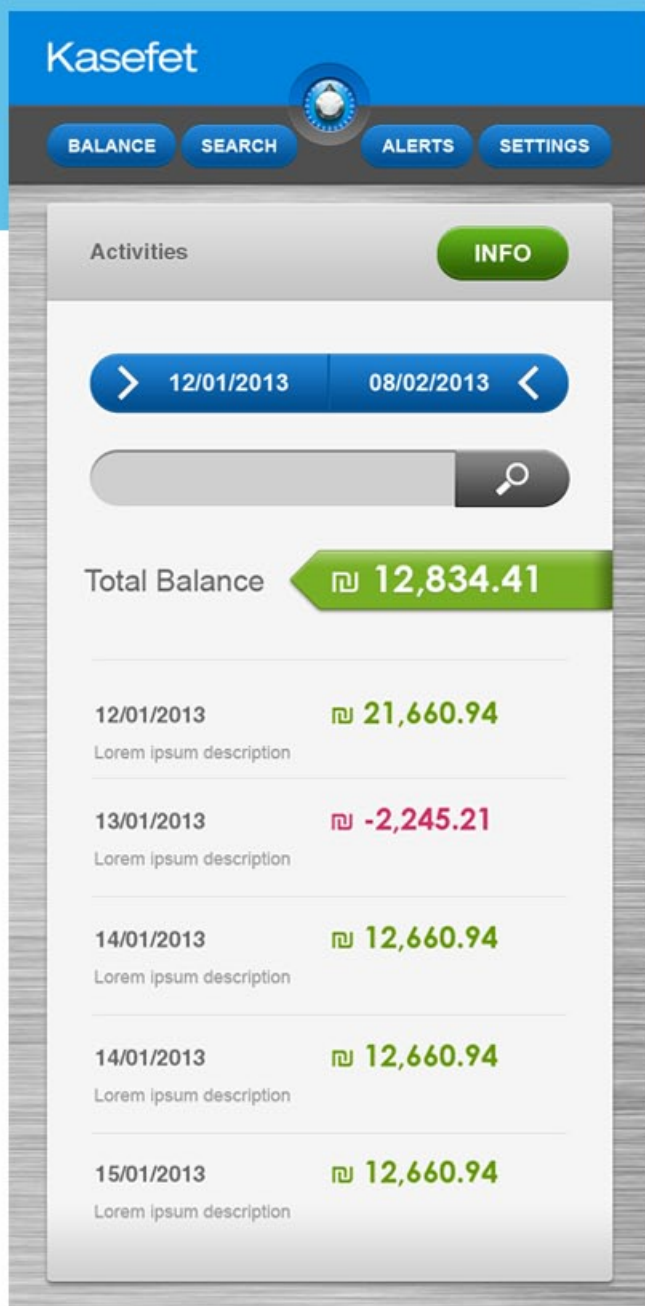 Kasefet
BALANCE SEARCH ALERTS SETTINGS
Activities INFO
12/01/2013 08/02/2013
Total Balance ₪ 12,834.41
12/01/2013 ₪ 21,660.94
Lorem ipsum description
13/01/2013 ₪ -2,245.21
Lorem ipsum description
14/01/2013 ₪ 12,660.94
Lorem ipsum description
14/01/2013 ₪ 12,660.94
Lorem ipsum description
15/01/2013 ₪ 12,660.94
Lorem ipsum description